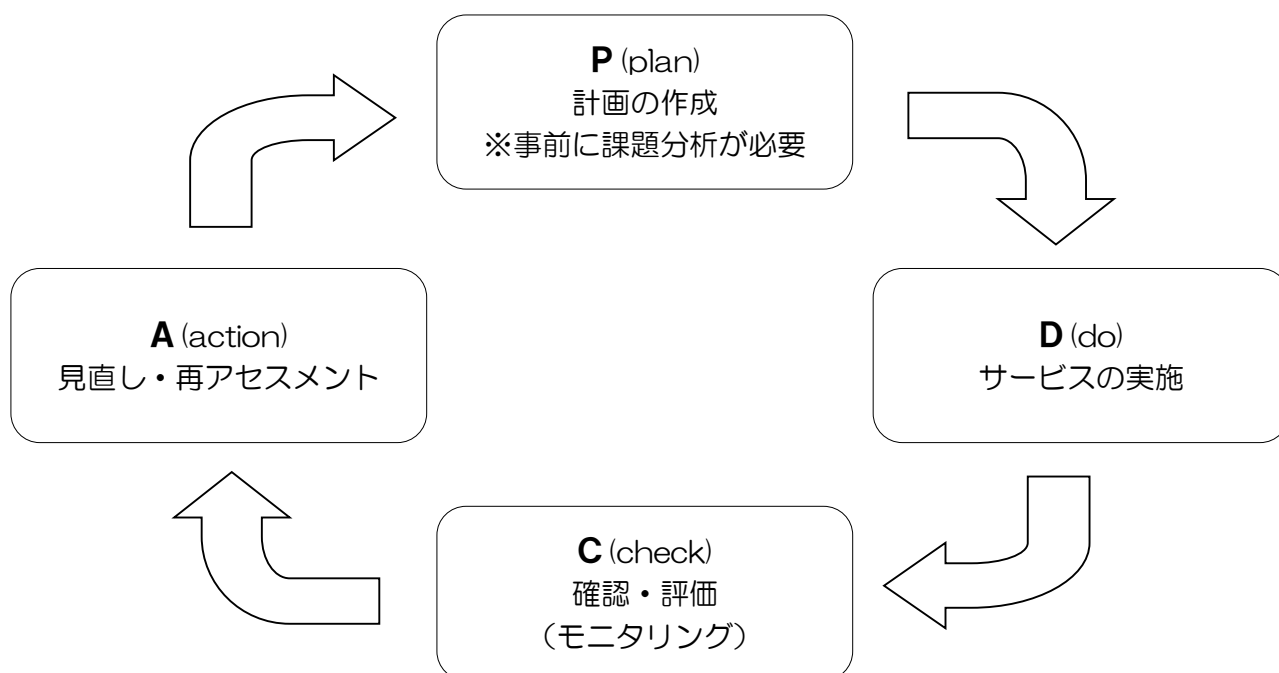 P (plan)
計画の作成
※事前に課題分析が必要
D (do)
サービスの実施
C (check)
確認・評価
（モニタリング）
A (action)
見直し・再アセスメント